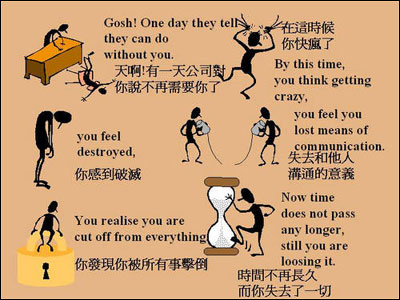 Gosh! One day they tell
they can do
without you.
天啊!有一天公司對
你說不再需要你了
在這時候
你快瘋了
By this time,
you think getting
crazy,
you feel
destroyed,
你感到破滅
you feel you
lost means of
communication.
失去和他人
溝通的意義
You realise you are
cut off from everything
你發現你被所有事擊倒
Now time
does not pass
any longer,
still you are
loosing it.
時間不再長久
而你失去了一切